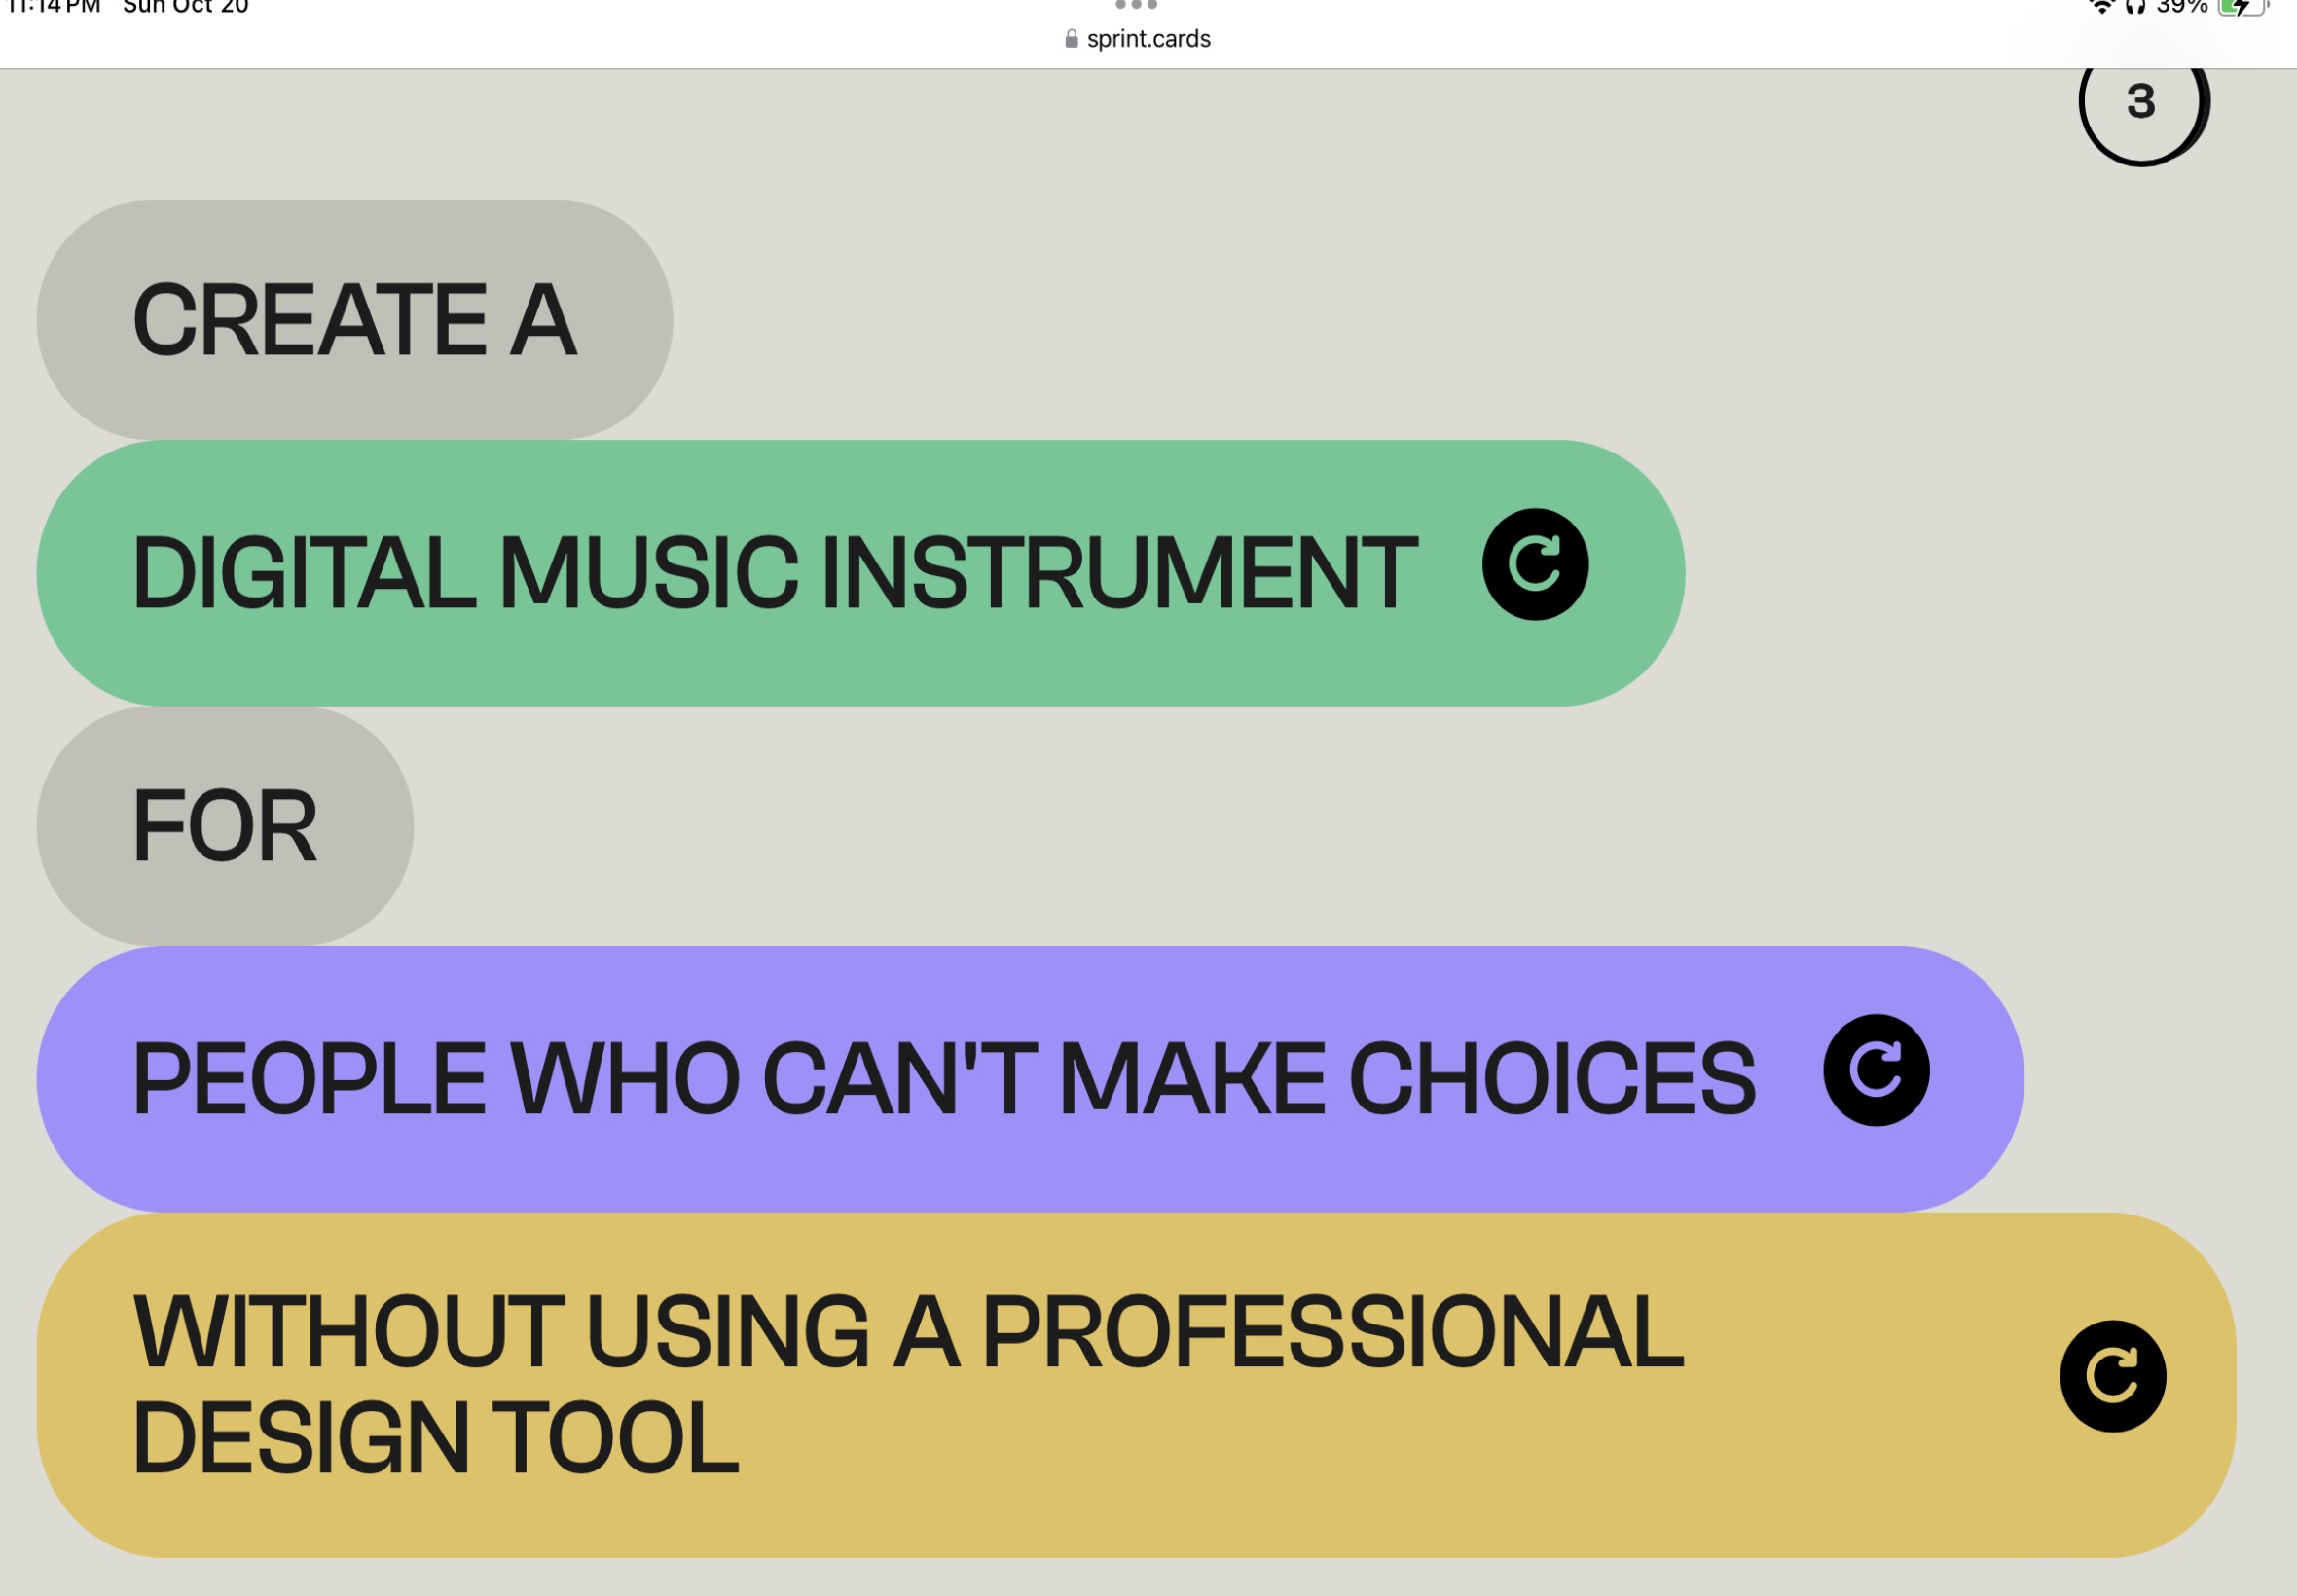 11:14 PM Sun Oct 20
39%
sprint.cards
3
CREATE A
DIGITAL MUSIC INSTRUMENT
FOR
PEOPLE WHO CAN'T MAKE CHOICES
WITHOUT USING A PROFESSIONAL
DESIGN TOOL